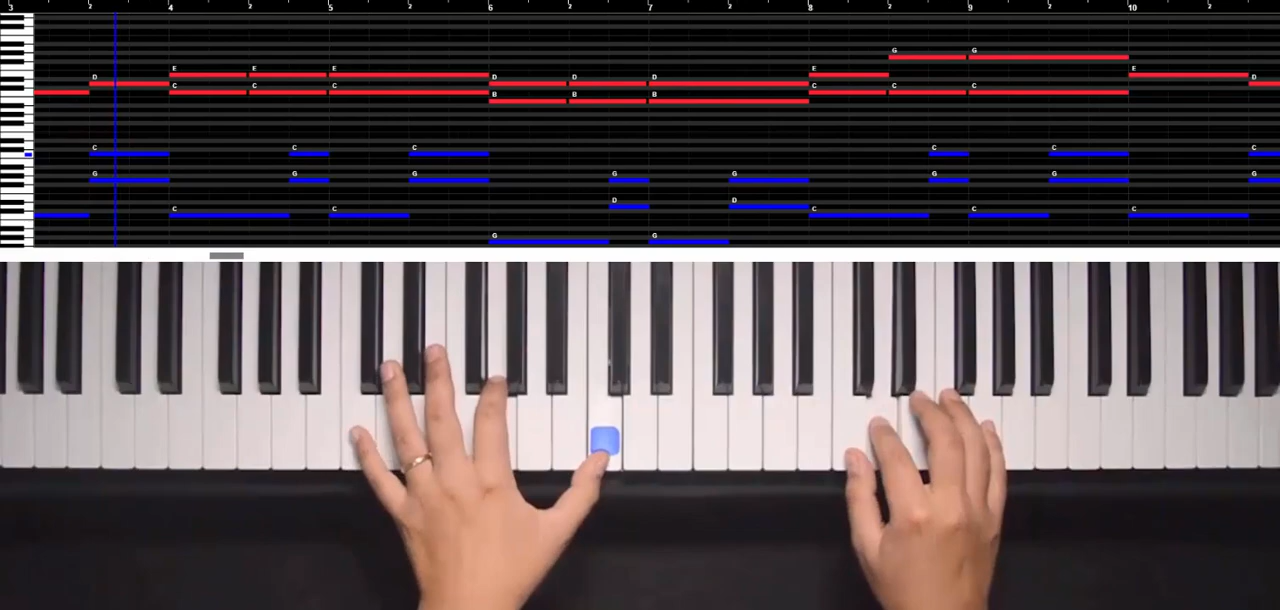 3 2 4 2 5 2 6 2 7 2 8 2 9 2 10 2
G G
E E E E E
D D D D D D
C C C C C C
B B B
C C C C C C
G G G G G G G G G
D D
C C C C C
G G